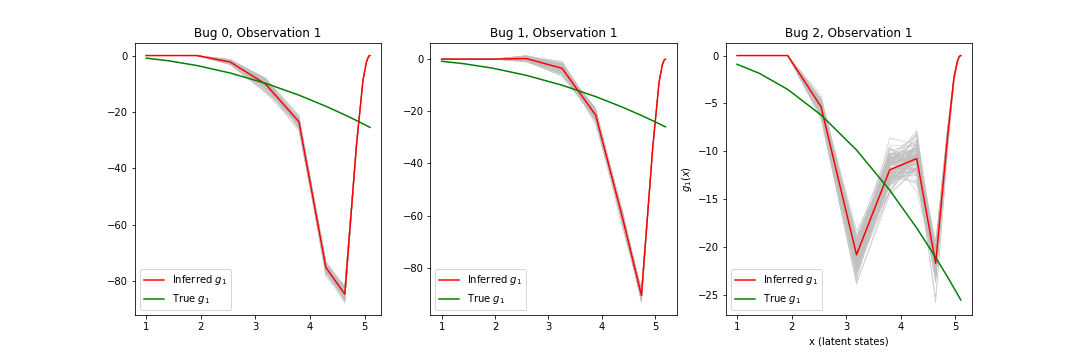 Bug 0, Observation 1
0
−20
−40
−60
−80
1 2 3 4 5
Inferred g₁
True g₁
Bug 1, Observation 1
0
−20
−40
−60
−80
1 2 3 4 5
Inferred g₁
True g₁
Bug 2, Observation 1
g₁(x)
0
−5
−10
−15
−20
−25
1 2 3 4 5
x (latent states)
Inferred g₁
True g₁